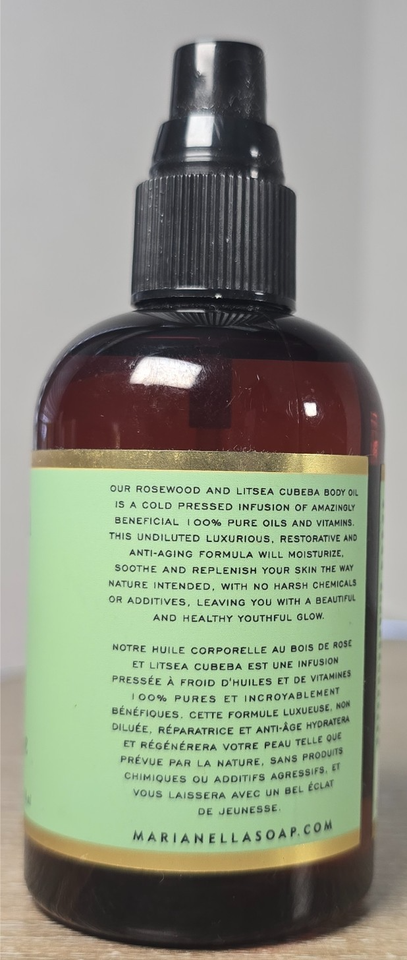 OUR ROSEWOOD AND LITSEA CUBEBA BODY OIL
IS A COLD PRESSED INFUSION OF AMAZINGLY
BENEFICIAL 100% PURE OILS AND VITAMINS.
THIS UNDILUTED LUXURIOUS, RESTORATIVE AND
ANTI-AGING FORMULA WILL MOISTURIZE,
SOOTHE AND REPLENISH YOUR SKIN THE WAY
NATURE INTENDED, WITH NO HARSH CHEMICALS
OR ADDITIVES, LEAVING YOU WITH A BEAUTIFUL
AND HEALTHY YOUTHFUL GLOW.
NOTRE HUILE CORPORELLE AU BOIS DE ROSE
ET LITSEA CUBEBA EST UNE INFUSION
PRESSÉE À FROID D'HUILES ET DE VITAMINES
100% PURES ET INCROYABLEMENT
BÉNÉFIQUES. CETTE FORMULE LUXUEUSE, NON
DILUÉE, RÉPARATRICE ET ANTI-ÂGE HYDRATERA
ET RÉGÉNÉRERA VOTRE PEAU TELLE QUE
PRÉVUE PAR LA NATURE, SANS PRODUITS
CHIMIQUES OU ADDITIFS AGRESSIFS, ET
VOUS LAISSERA AVEC UN BEL ÉCLAT
DE JEUNESSE.
MARIANELLASOAP.COM